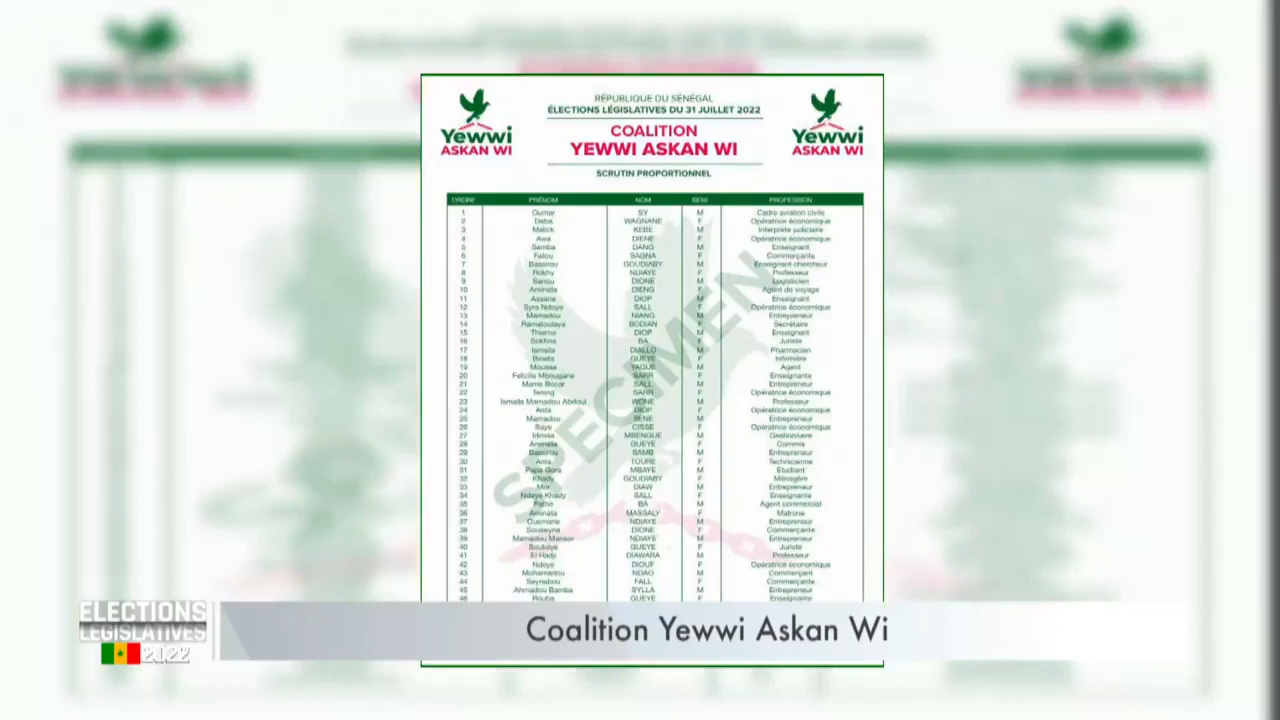 RÉPUBLIQUE DU SÉNÉGAL
ÉLECTIONS LÉGISLATIVES DU 31 JUILLET 2022
Yewwi
ASKAN WI
COALITION
YEWWI ASKAN WI
Yewwi
ASKAN WI
SCRUTIN PROPORTIONNEL
ORDRE PRÉNOM NOM SEXE PROFESSION
1 Oumar SY M Cadre aviation civile
2 Daba WAGNANE F Opératrice économique
3 Malick KEBE M Interprète judiciaire
4 Awa DIENE F Opératrice économique
5 Samba DANG M Enseignant
6 Fatou SAGNA F Commerçante
7 Bassirou GOUDIABY M Enseignant chercheur
8 Rokhy NDIAYE F Professeur
9 Sanou DIONE M Logisticien
10 Aminata DIENG F Agent de voyage
11 Assane DIOP M Enseignant
12 Syra Ndoye SALL F Opératrice économique
13 Mamadou NIANG M Entrepreneur
14 Ramatoulaye BODIAN F Secrétaire
15 Thierno DIOP M Enseignant
16 Sokhna BA F Juriste
17 Ismaila DIALLO M Pharmacien
18 Bineta GUEYE F Infirmière
19 Moussa YAGUE M Agent
20 Felicite Mbougane SARR F Enseignante
21 Mame Bocar SALL M Entrepreneur
22 Tening SARR F Opératrice économique
23 Ismaila Mamadou Abdoul WONE M Professeur
24 Anta DIOP F Opératrice économique
25 Mamadou BENE M Entrepreneur
26 Saye CISSE F Opératrice économique
27 Idrissa MBENGUE M Gestionnaire
28 Aminata GUEYE F Commis
29 Bassirou SAMB M Entrepreneur
30 Anta TOURE F Technicienne
31 Papa Gora MBAYE M Etudiant
32 Khady GOUDIABY F Ménagère
33 Mor DIAW M Entrepreneur
34 Ndeye Khady SALL F Enseignante
35 Pathe BA M Agent commercial
36 Aminata MASSALY F Matrone
37 Ousmane NDIAYE M Entrepreneur
38 Soukeyna DIONE F Commerçante
39 Mamadou Mansor NDIAYE M Entrepreneur
40 Soukeye GUEYE F Juriste
41 El Hadji DIAWARA M Professeur
42 Ndeye DIOUF F Opératrice économique
43 Mohamadou NDAO M Commerçant
44 Seynabou FALL F Commerçante
45 Ahmadou Bamba SYLLA M Entrepreneur
46 Rouba GUEYE F Enseignante
SPECIMEN
ELECTIONS
LEGISLATIVES
2022
Coalition Yewwi Askan Wi